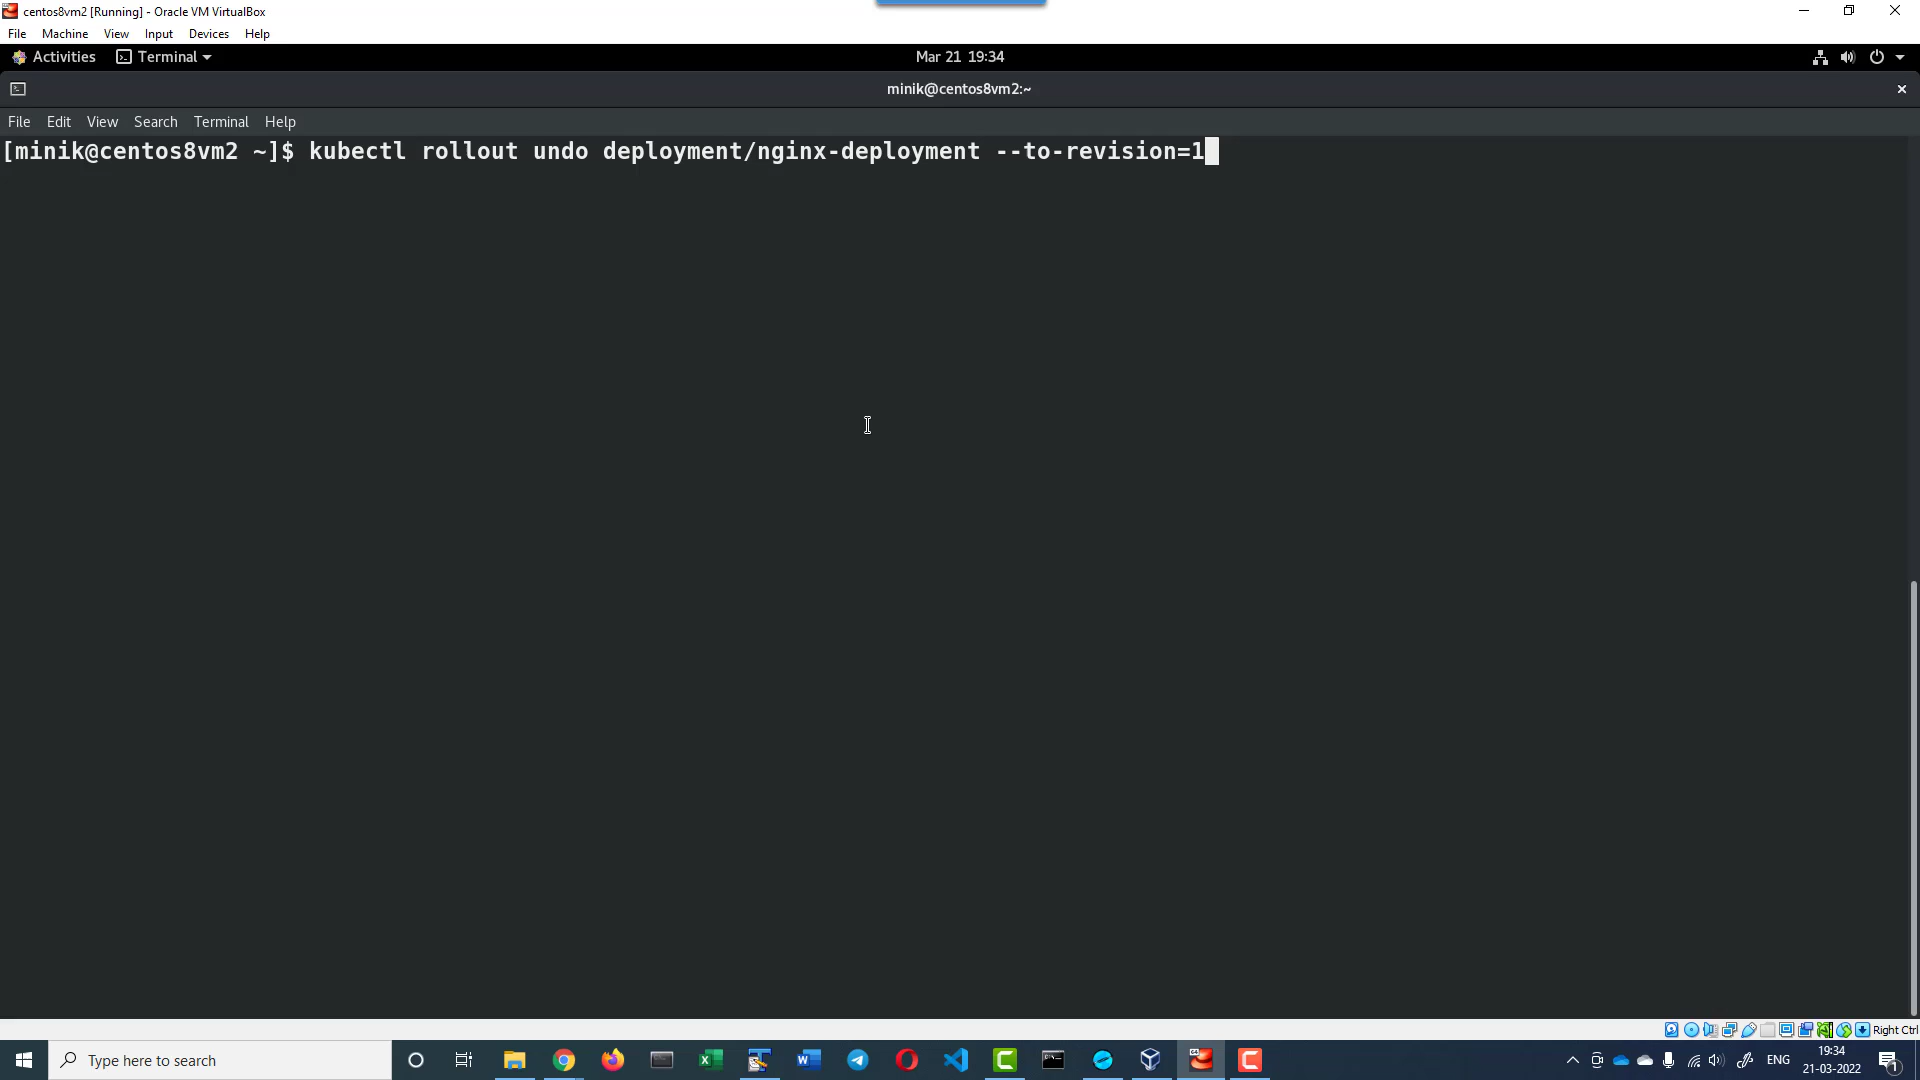 centos8vm2 [Running] - Oracle VM VirtualBox
File Machine View Input Devices Help
Activities Terminal Mar 21 19:34
minik@centos8vm2:~
File Edit View Search Terminal Help
[minik@centos8vm2 ~]$ kubectl rollout undo deployment/nginx-deployment --to-revision=1
Right Ctrl
Type here to search
ENG
19:34
21-03-2022
1